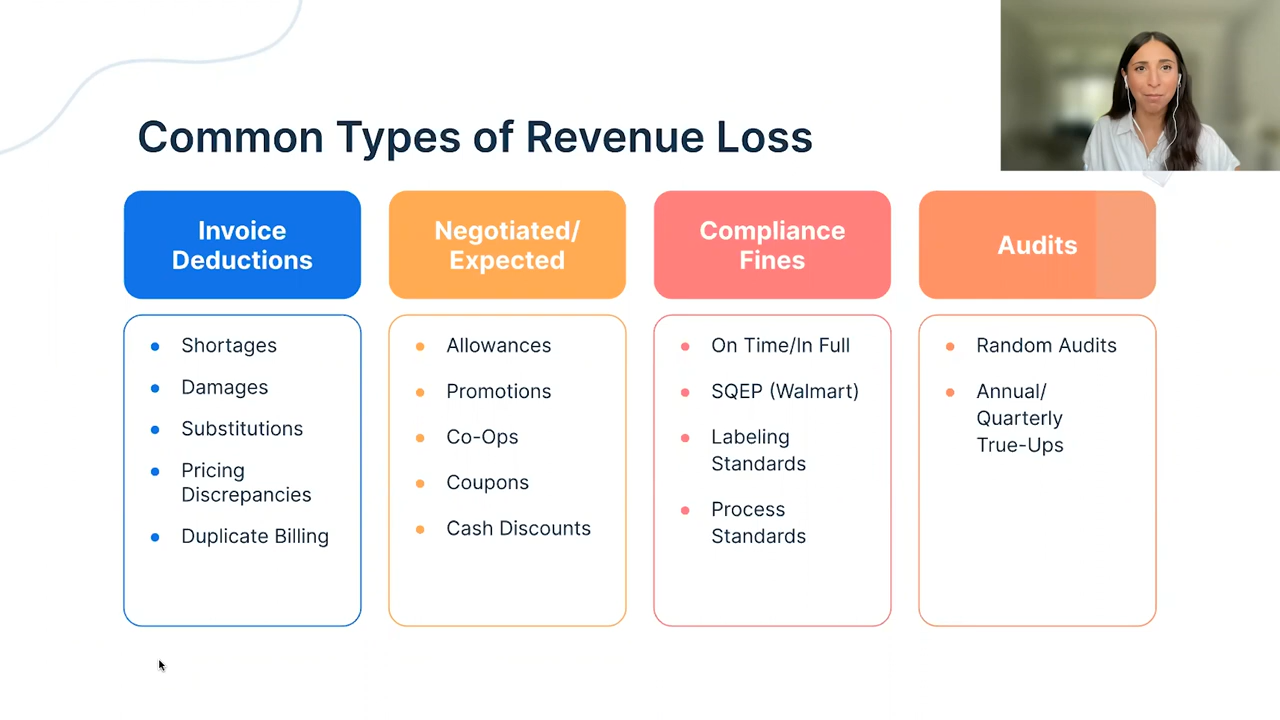 Common Types of Revenue Loss
Invoice
Deductions
Shortages
Damages
Substitutions
Pricing
Discrepancies
Duplicate Billing
Negotiated/
Expected
Allowances
Promotions
Co-Ops
Coupons
Cash Discounts
Compliance
Fines
On Time/In Full
SQEP (Walmart)
Labeling
Standards
Process
Standards
Audits
Random Audits
Annual/
Quarterly
True-Ups